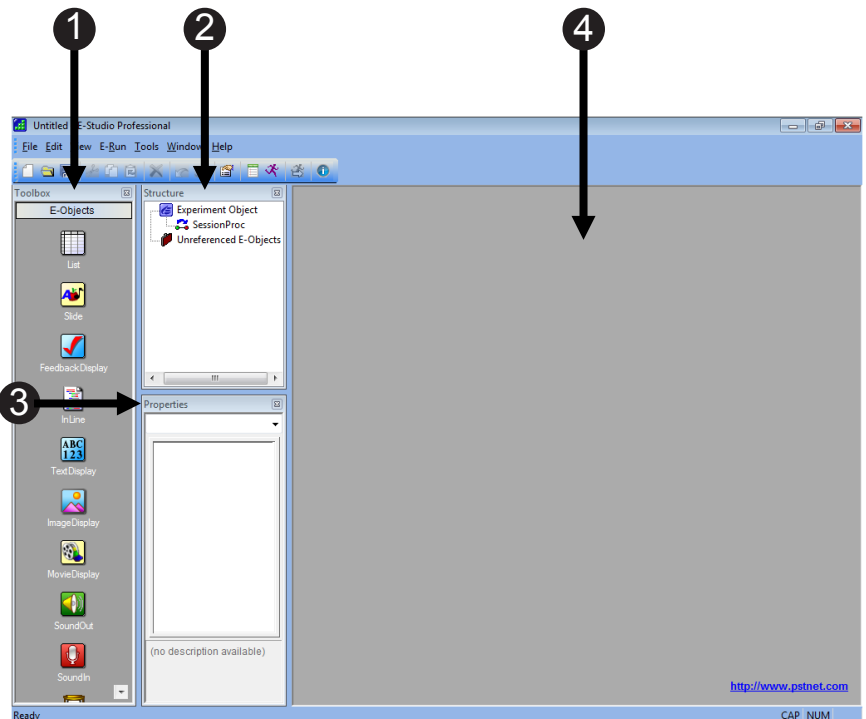 1
2
4
Untitled - E-Studio Professional
File Edit View E-Run Tools Window Help
Toolbox
E-Objects
List
Slide
FeedbackDisplay
3
InLine
ABC
123
TextDisplay
ImageDisplay
MovieDisplay
SoundOut
SoundIn
Structure
Experiment Object
SessionProc
Unreferenced E-Objects
Properties
(no description available)
http://www.pstnet.com
Ready
CAP NUM